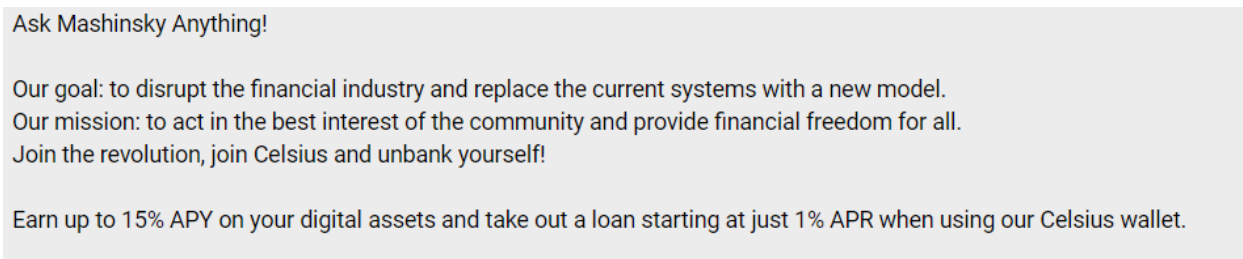 Ask Mashinsky Anything!
Our goal: to disrupt the financial industry and replace the current systems with a new model.
Our mission: to act in the best interest of the community and provide financial freedom for all.
Join the revolution, join Celsius and unbank yourself!
Earn up to 15% APY on your digital assets and take out a loan starting at just 1% APR when using our Celsius wallet.